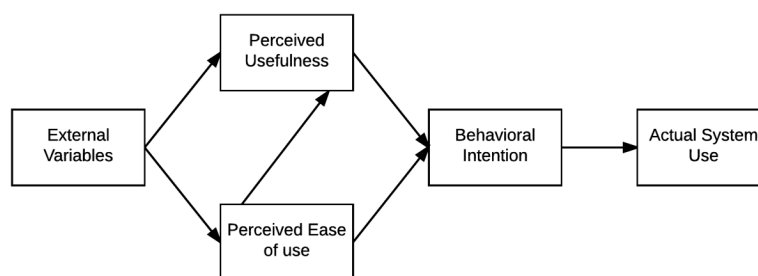 Perceived
Usefulness
External
Variables
Behavioral
Intention
Actual System
Use
Perceived Ease
of use